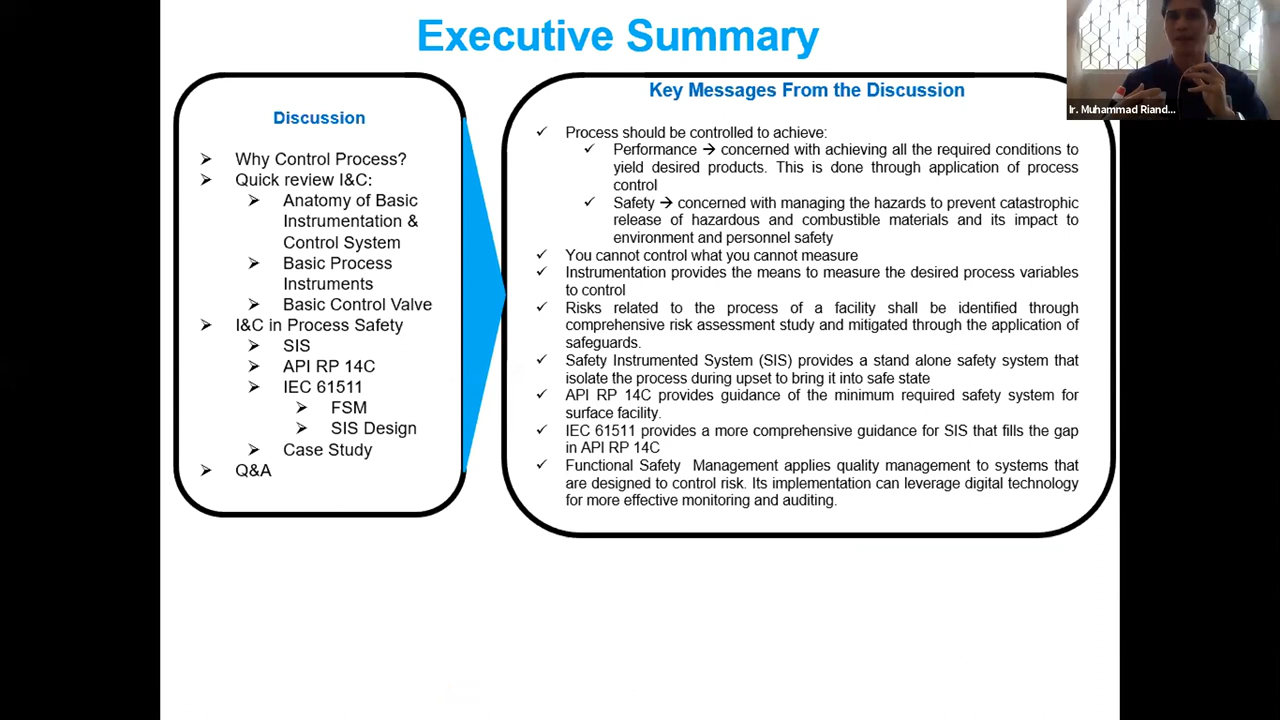 Executive Summary
Discussion
Why Control Process?
Quick review I&C:
Anatomy of Basic
Instrumentation &
Control System
Basic Process
Instruments
Basic Control Valve
I&C in Process Safety
SIS
API RP 14C
IEC 61511
FSM
SIS Design
Case Study
Q&A
Key Messages From the Discussion
Process should be controlled to achieve:
Performance → concerned with achieving all the required conditions to
yield desired products. This is done through application of process
control
Safety → concerned with managing the hazards to prevent catastrophic
release of hazardous and combustible materials and its impact to
environment and personnel safety
You cannot control what you cannot measure
Instrumentation provides the means to measure the desired process variables
to control
Risks related to the process of a facility shall be identified through
comprehensive risk assessment study and mitigated through the application of
safeguards.
Safety Instrumented System (SIS) provides a stand alone safety system that
isolate the process during upset to bring it into safe state
API RP 14C provides guidance of the minimum required safety system for
surface facility.
IEC 61511 provides a more comprehensive guidance for SIS that fills the gap
in API RP 14C
Functional Safety Management applies quality management to systems that
are designed to control risk. Its implementation can leverage digital technology
for more effective monitoring and auditing.
Ir. Muhammad Riand...